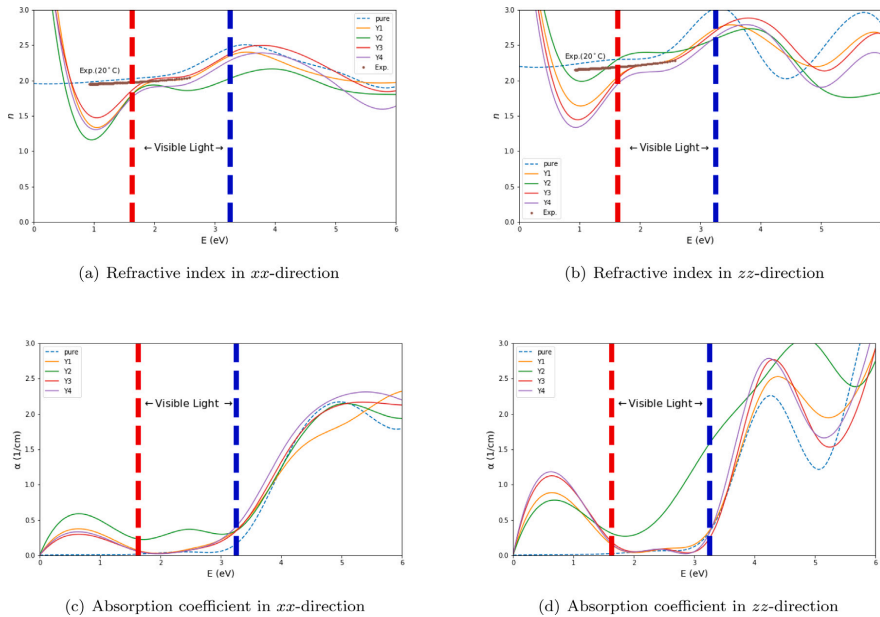 3.0
2.5
2.0
1.5
1.0
0.5
0.0
n
Exp.(20°C)
←Visible Light→
pure
Y1
Y2
Y3
Y4
Exp.
0 1 2 3 4 5 6
E (eV)
(a) Refractive index in xx-direction
3.0
2.5
2.0
1.5
1.0
0.5
0.0
n
Exp.(20°C)
←Visible Light→
pure
Y1
Y2
Y3
Y4
Exp.
0 1 2 3 4 5
E (eV)
(b) Refractive index in zz-direction
3.0
2.5
2.0
1.5
1.0
0.5
0.0
α (1/cm)
pure
Y1
Y2
Y3
Y4
←Visible Light →
0 1 2 3 4 5 6
E (eV)
(c) Absorption coefficient in xx-direction
3.0
2.5
2.0
1.5
1.0
0.5
0.0
α (1/cm)
pure
Y1
Y2
Y3
Y4
←Visible Light→
0 1 2 3 4 5 6
E (eV)
(d) Absorption coefficient in zz-direction